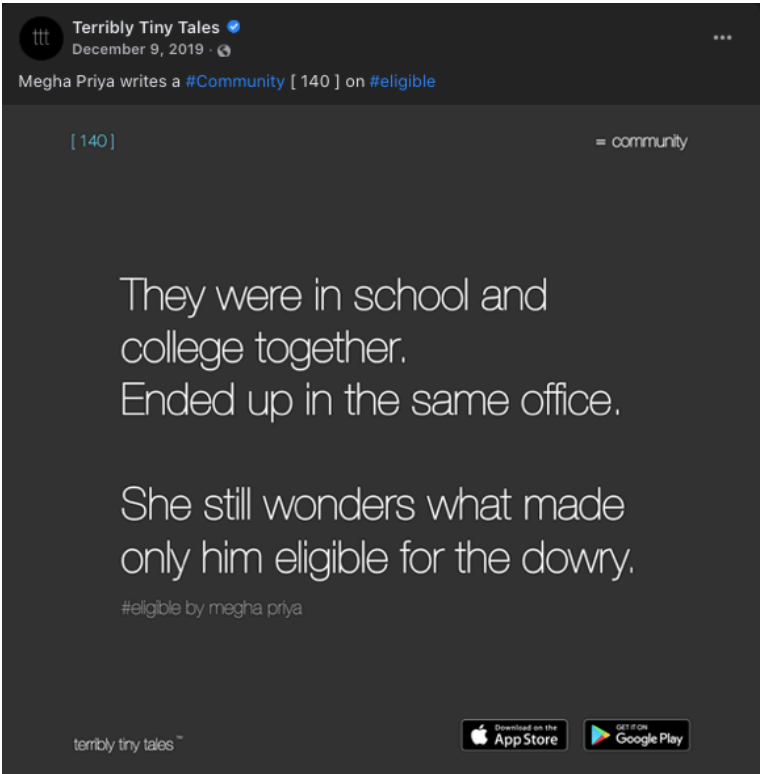 ttt
Terribly Tiny Tales
December 9, 2019 ·
Megha Priya writes a #Community [ 140 ] on #eligible
[ 140 ]
= community
They were in school and
college together.
Ended up in the same office.
She still wonders what made
only him eligible for the dowry.
#eligible by megha priya
terribly tiny tales™
Download on the
App Store
GET IT ON
Google Play